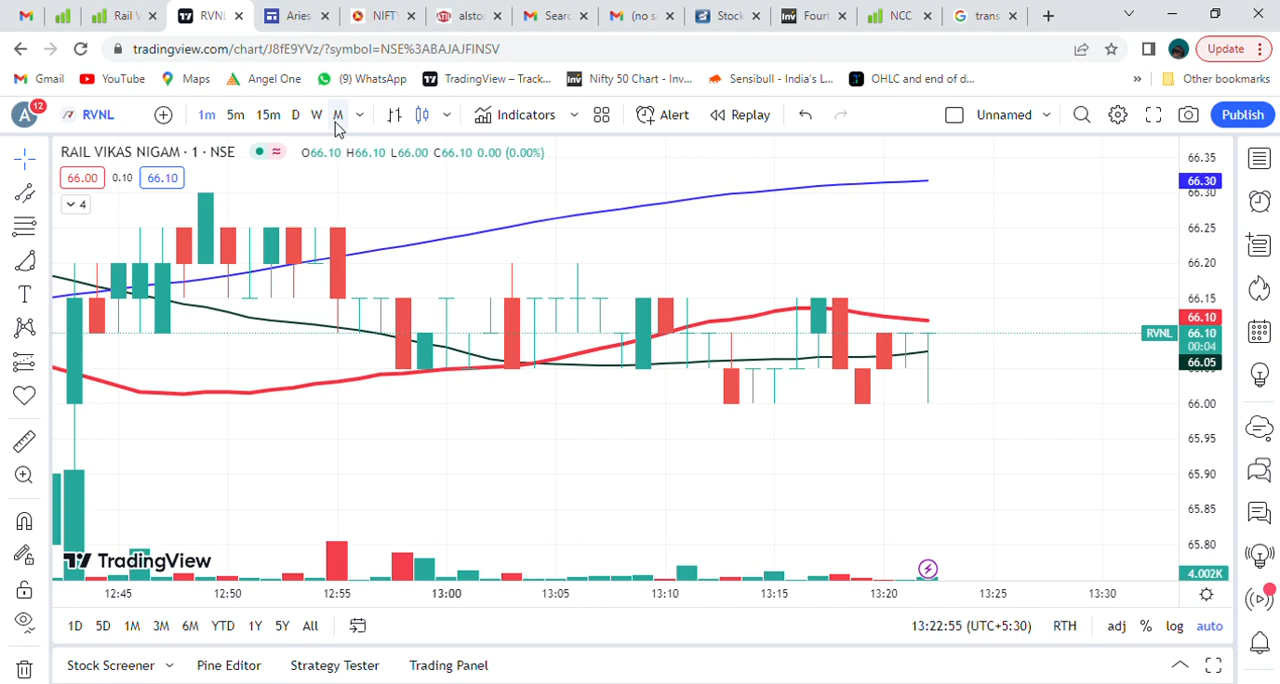 Rail V
RVNL
Aries
NIFTY
alston
Searc
(no su
Stock
Inv Fourt
NCC
trans
tradingview.com/chart/J8fE9YVz/?symbol=NSE%3ABAJAJFINSV
Update
Gmail
YouTube
Maps
Angel One
(9) WhatsApp
TradingView – Track...
Inv Nifty 50 Chart - Inv...
Sensibull - India's L...
OHLC and end of d...
»
Other bookmarks
A 12
RVNL
1m 5m 15m D W M
Indicators
Alert
Replay
Unnamed
Publish
RAIL VIKAS NIGAM · 1 · NSE
O66.10 H66.10 L66.00 C66.10 0.00 (0.00%)
66.00 0.10 66.10
4
66.35
66.30
66.30
66.25
66.20
66.15
66.10
RVNL 66.10
00:04
66.05
66.00
65.95
65.90
65.85
65.80
4.002K
TradingView
12:45 12:50 12:55 13:00 13:05 13:10 13:15 13:20 13:25 13:30
1D 5D 1M 3M 6M YTD 1Y 5Y All
13:22:55 (UTC+5:30) RTH adj % log auto
Stock Screener
Pine Editor
Strategy Tester
Trading Panel